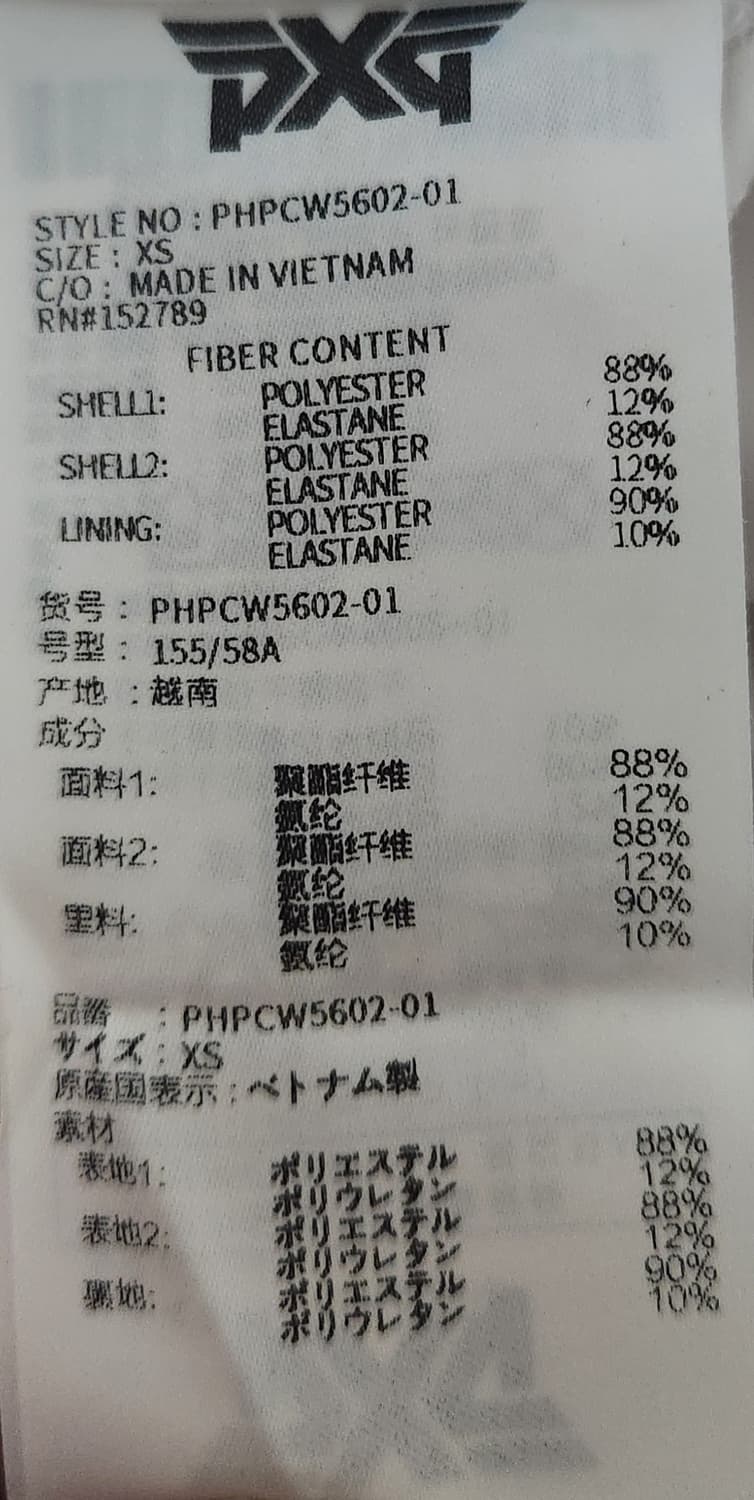 PXG
STYLE NO : PHPCW5602-01
SIZE : XS
C/O : MADE IN VIETNAM
RN#152789
FIBER CONTENT
SHELL1: POLYESTER 88%
ELASTANE 12%
SHELL2: POLYESTER 88%
ELASTANE 12%
LINING: POLYESTER 90%
ELASTANE 10%
货号 : PHPCW5602-01
号型 : 155/58A
产地 : 越南
成分
面料1: 聚酯纤维 88%
氨纶 12%
面料2: 聚酯纤维 88%
氨纶 12%
里料: 聚酯纤维 90%
氨纶 10%
品番 : PHPCW5602-01
サイズ : XS
原産国表示 : ベトナム製
素材
表地1: ポリエステル 88%
ポリウレタン 12%
表地2: ポリエステル 88%
ポリウレタン 12%
裏地: ポリエステル 90%
ポリウレタン 10%